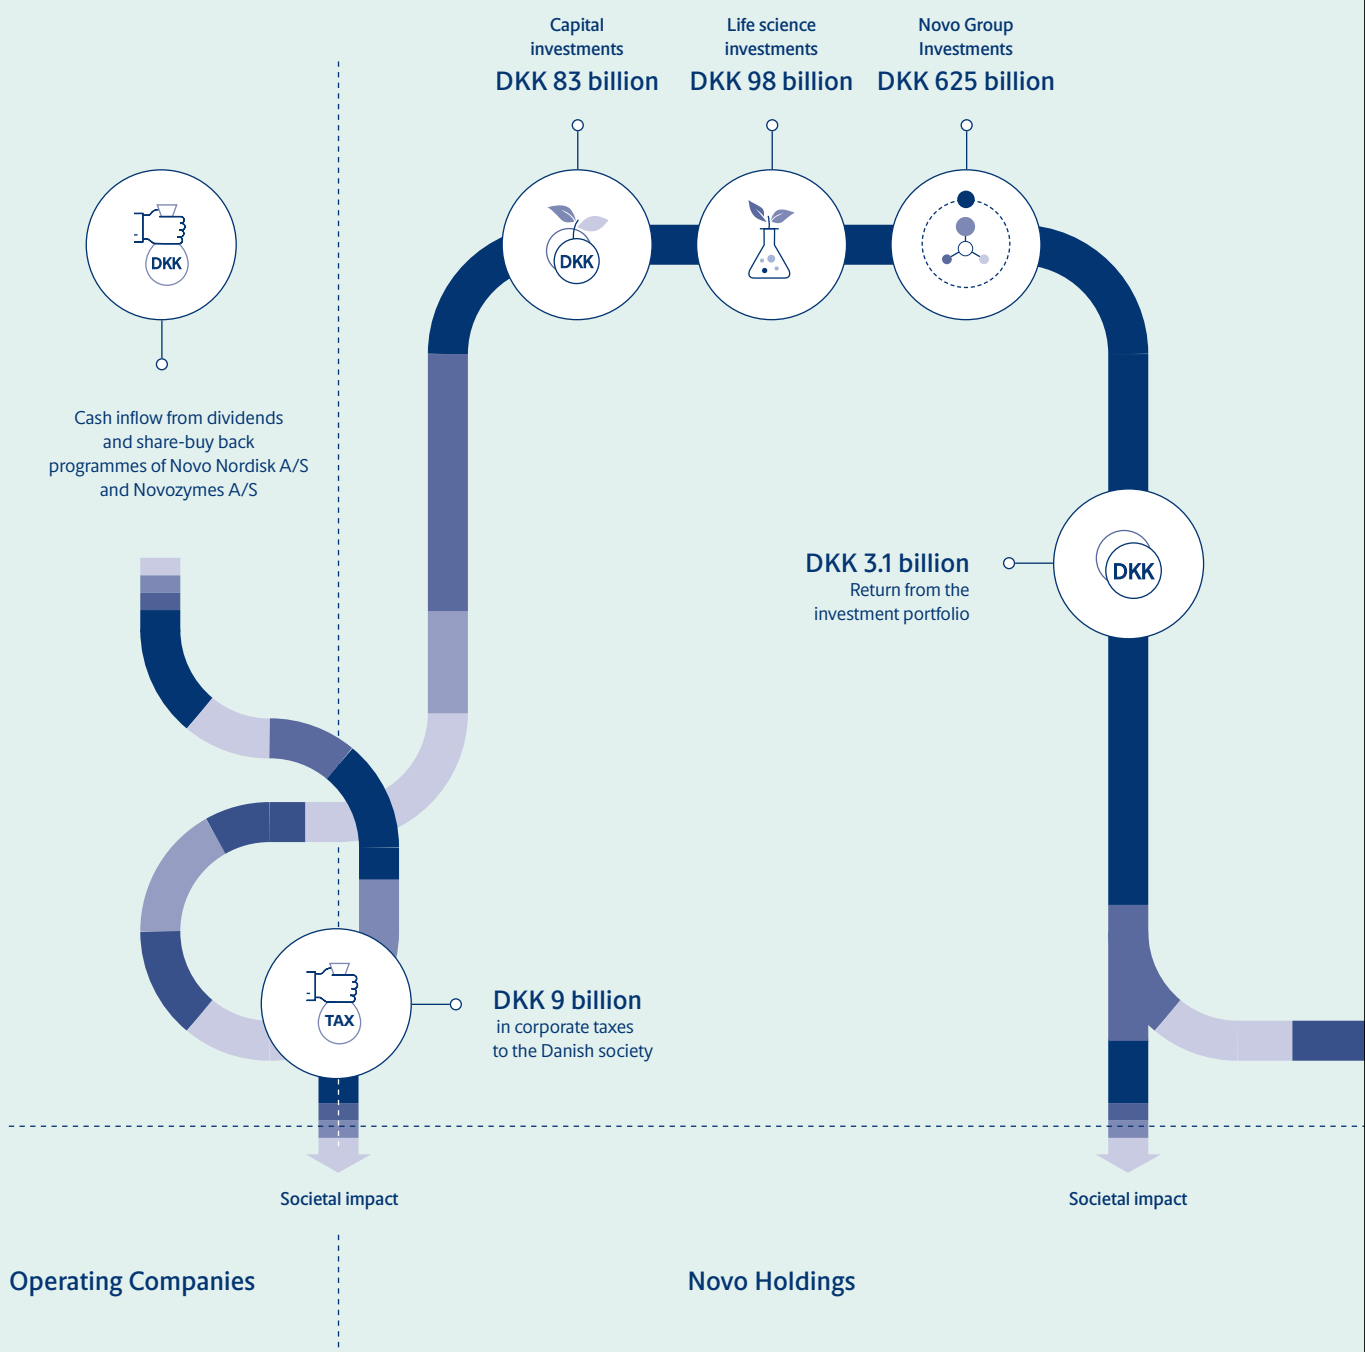 Capital
investments
DKK 83 billion
Life science
investments
DKK 98 billion
Novo Group
Investments
DKK 625 billion
DKK
DKK
Cash inflow from dividends
and share-buy back
programmes of Novo Nordisk A/S
and Novozymes A/S
DKK 3.1 billion
Return from the
investment portfolio
DKK
TAX
DKK 9 billion
in corporate taxes
to the Danish society
Societal impact
Societal impact
Operating Companies
Novo Holdings